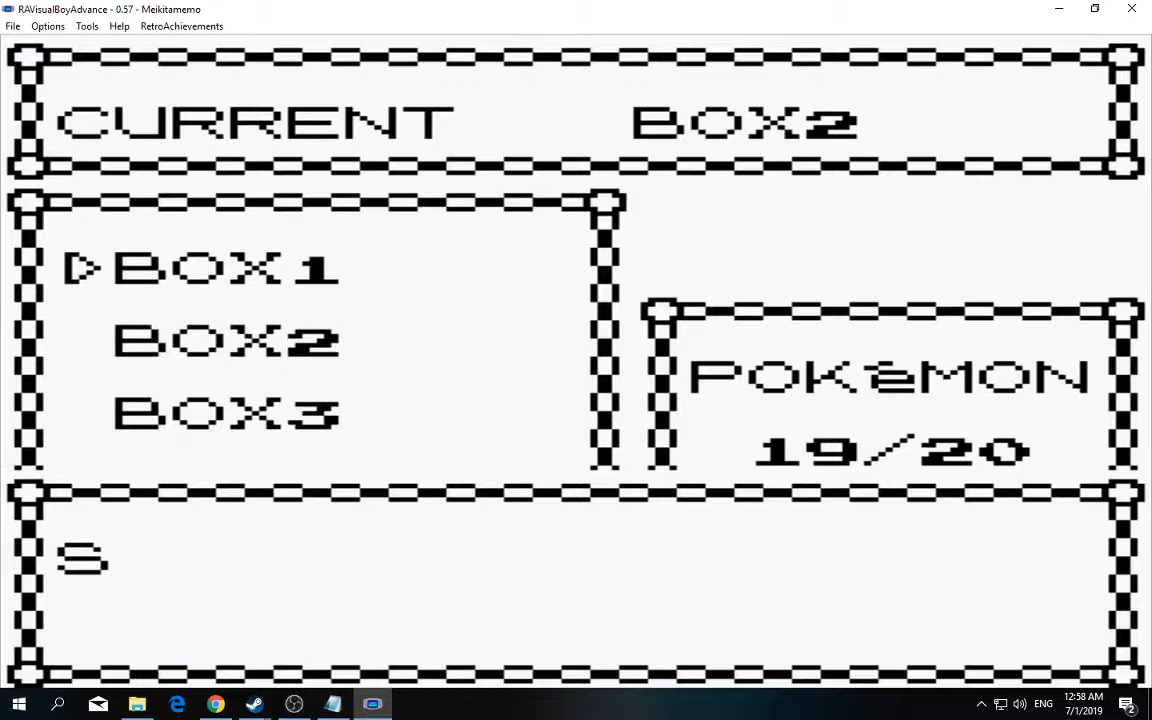 RAVisualBoyAdvance - 0.57 - Meikitamemo
File Options Tools Help RetroAchievements
CURRENT BOX2
BOX1
BOX2
BOX3
POKéMON
19/20
S
ENG
12:58 AM
7/1/2019
2